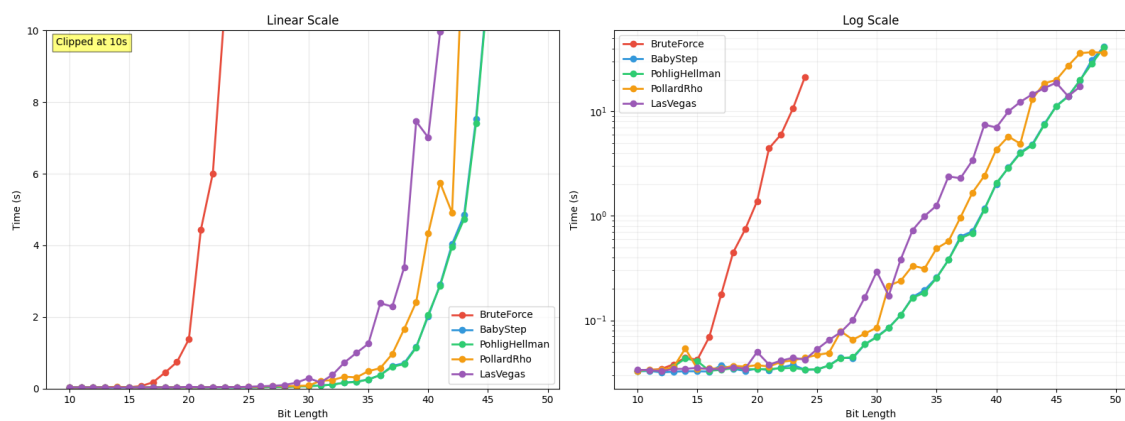 Linear Scale
Clipped at 10s
10
8
6
4
2
0
Time (s)
10 15 20 25 30 35 40 45 50
Bit Length
BruteForce
BabyStep
PohligHellman
PollardRho
LasVegas
Log Scale
BruteForce
BabyStep
PohligHellman
PollardRho
LasVegas
10¹
10⁰
10⁻¹
Time (s)
10 15 20 25 30 35 40 45 50
Bit Length